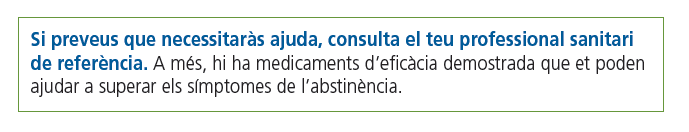 Si preveus que necessitaràs ajuda, consulta el teu professional sanitari
de referència. A més, hi ha medicaments d’eficàcia demostrada que et poden
ajudar a superar els símptomes de l’abstinència.